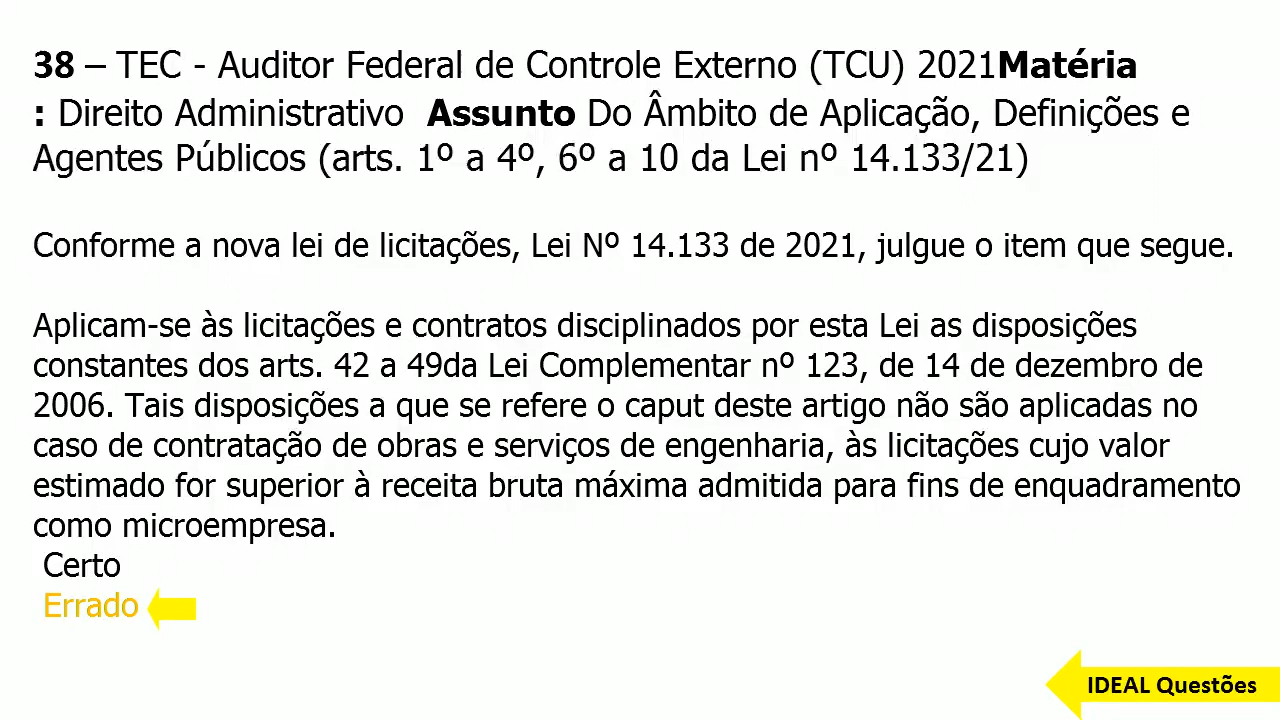 38 – TEC - Auditor Federal de Controle Externo (TCU) 2021Matéria
: Direito Administrativo  Assunto Do Âmbito de Aplicação, Definições e
Agentes Públicos (arts. 1º a 4º, 6º a 10 da Lei nº 14.133/21)
Conforme a nova lei de licitações, Lei Nº 14.133 de 2021, julgue o item que segue.
Aplicam-se às licitações e contratos disciplinados por esta Lei as disposições
constantes dos arts. 42 a 49da Lei Complementar nº 123, de 14 de dezembro de
2006. Tais disposições a que se refere o caput deste artigo não são aplicadas no
caso de contratação de obras e serviços de engenharia, às licitações cujo valor
estimado for superior à receita bruta máxima admitida para fins de enquadramento
como microempresa.
Certo
Errado
IDEAL Questões